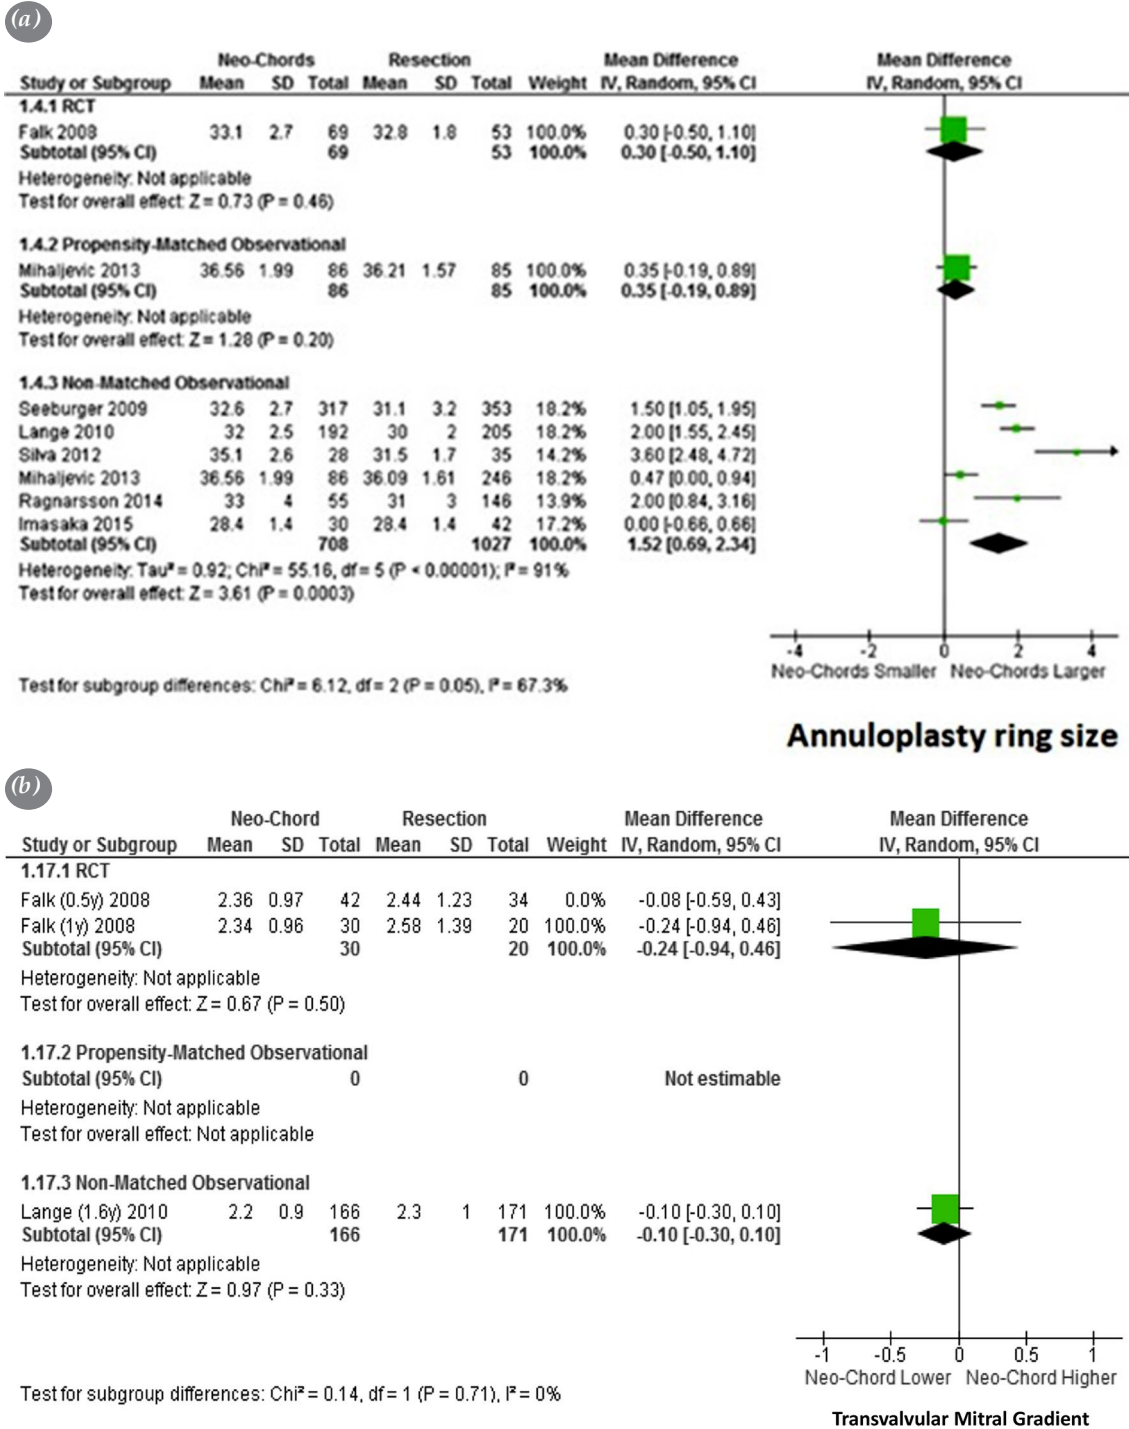 (a)
Neo-Chords Resection Mean Difference Mean Difference
Study or Subgroup Mean SD Total Mean SD Total Weight IV, Random, 95% CI IV, Random, 95% CI
1.4.1 RCT
Falk 2008 33.1 2.7 69 32.8 1.8 53 100.0% 0.30 [-0.50, 1.10]
Subtotal (95% CI) 69 53 100.0% 0.30 [-0.50, 1.10]
Heterogeneity: Not applicable
Test for overall effect: Z = 0.73 (P = 0.46)
1.4.2 Propensity-Matched Observational
Mihaljevic 2013 36.56 1.99 86 36.21 1.57 85 100.0% 0.35 [-0.19, 0.89]
Subtotal (95% CI) 86 85 100.0% 0.35 [-0.19, 0.89]
Heterogeneity: Not applicable
Test for overall effect: Z = 1.28 (P = 0.20)
1.4.3 Non-Matched Observational
Seeburger 2009 32.6 2.7 317 31.1 3.2 353 18.2% 1.50 [1.05, 1.95]
Lange 2010 32 2.5 192 30 2 205 18.2% 2.00 [1.55, 2.45]
Silva 2012 35.1 2.6 28 31.5 1.7 35 14.2% 3.60 [2.48, 4.72]
Mihaljevic 2013 36.56 1.99 86 36.09 1.61 246 18.2% 0.47 [0.00, 0.94]
Ragnarsson 2014 33 4 55 31 3 146 13.9% 2.00 [0.84, 3.16]
Imasaka 2015 28.4 1.4 30 28.4 1.4 42 17.2% 0.00 [-0.66, 0.66]
Subtotal (95% CI) 708 1027 100.0% 1.52 [0.69, 2.34]
Heterogeneity: Tau² = 0.92; Chi² = 55.16, df = 5 (P < 0.00001); I² = 91%
Test for overall effect: Z = 3.61 (P = 0.0003)
-4 -2 0 2 4
Neo-Chords Smaller Neo-Chords Larger
Test for subgroup differences: Chi² = 6.12, df = 2 (P = 0.05), I² = 67.3%
Annuloplasty ring size
(b)
Neo-Chord Resection Mean Difference Mean Difference
Study or Subgroup Mean SD Total Mean SD Total Weight IV, Random, 95% CI IV, Random, 95% CI
1.17.1 RCT
Falk (0.5y) 2008 2.36 0.97 42 2.44 1.23 34 0.0% -0.08 [-0.59, 0.43]
Falk (1y) 2008 2.34 0.96 30 2.58 1.39 20 100.0% -0.24 [-0.94, 0.46]
Subtotal (95% CI) 30 20 100.0% -0.24 [-0.94, 0.46]
Heterogeneity: Not applicable
Test for overall effect: Z = 0.67 (P = 0.50)
1.17.2 Propensity-Matched Observational
Subtotal (95% CI) 0 0 Not estimable
Heterogeneity: Not applicable
Test for overall effect: Not applicable
1.17.3 Non-Matched Observational
Lange (1.6y) 2010 2.2 0.9 166 2.3 1 171 100.0% -0.10 [-0.30, 0.10]
Subtotal (95% CI) 166 171 100.0% -0.10 [-0.30, 0.10]
Heterogeneity: Not applicable
Test for overall effect: Z = 0.97 (P = 0.33)
-1 -0.5 0 0.5 1
Neo-Chord Lower Neo-Chord Higher
Test for subgroup differences: Chi² = 0.14, df = 1 (P = 0.71), I² = 0%
Transvalvular Mitral Gradient